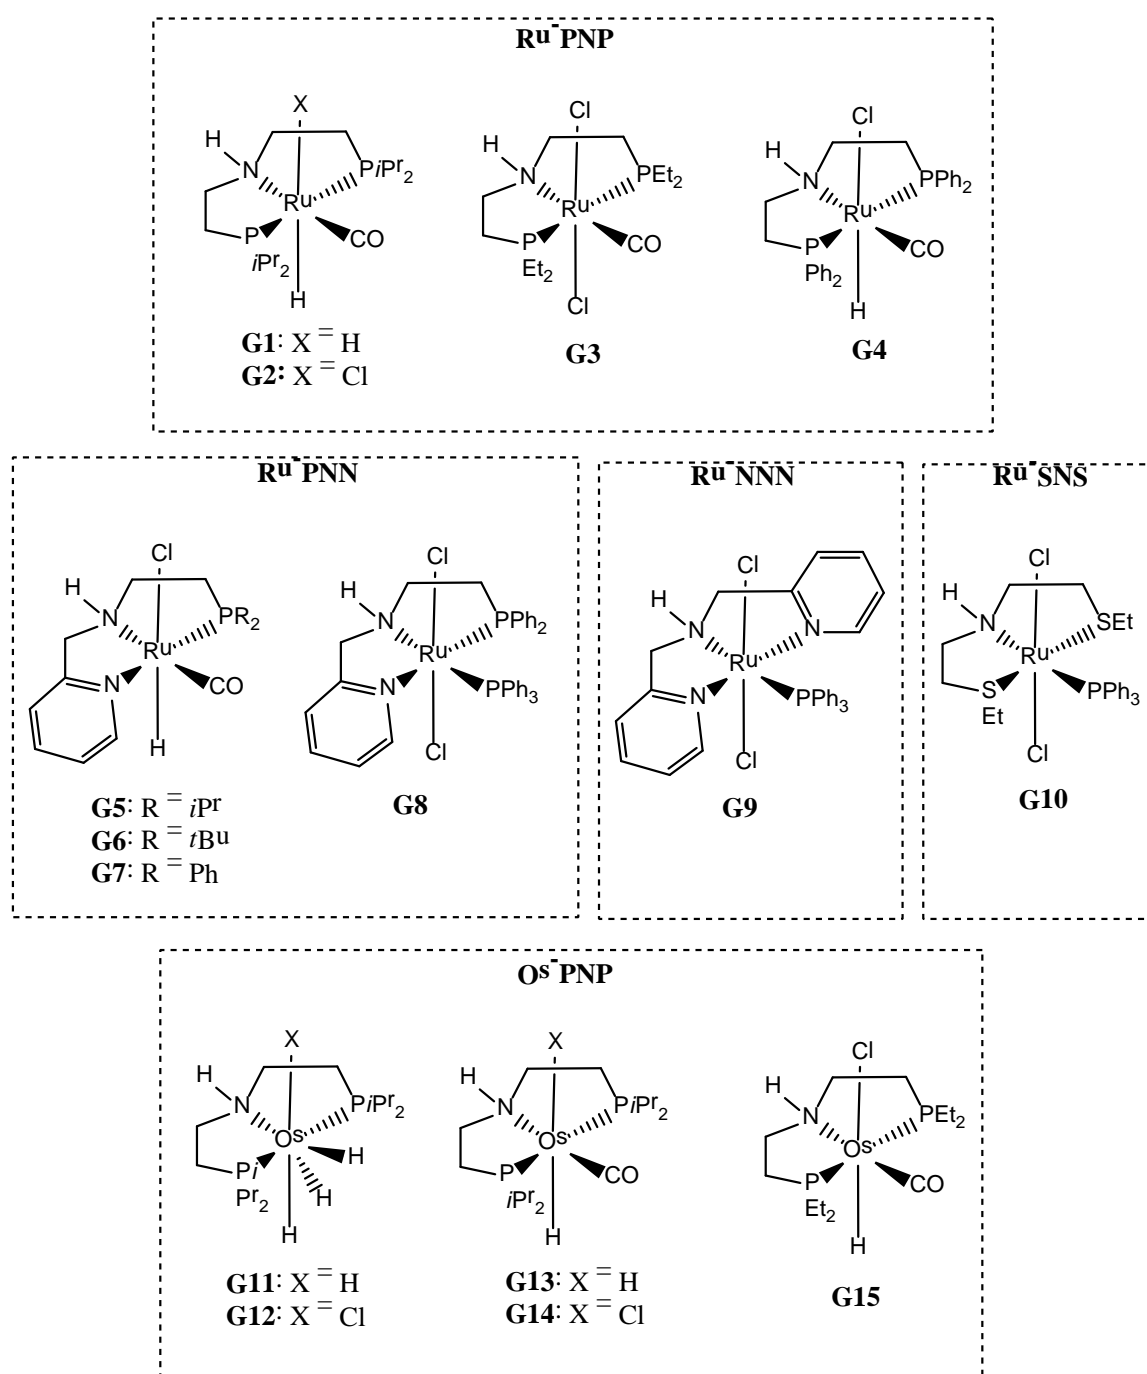 Ru-PNP
X
H
N
PiPr2
Ru
P
CO
iPr2
H
G1: X = H
G2: X = Cl
Cl
H
N
PEt2
Ru
P
CO
Et2
Cl
G3
Cl
H
N
PPh2
Ru
P
CO
Ph2
H
G4
Ru-PNN
Cl
H
N
PR2
Ru
N
CO
H
G5: R = iPr
G6: R = tBu
G7: R = Ph
Cl
H
N
PPh2
Ru
N
PPh3
Cl
G8
Ru-NNN
Cl
H
N
N
Ru
N
PPh3
Cl
G9
Ru-SNS
Cl
H
N
SEt
Ru
S
PPh3
Et
Cl
G10
Os-PNP
X
H
N
PiPr2
Os
H
Pi
H
Pr2
H
G11: X = H
G12: X = Cl
X
H
N
PiPr2
Os
P
CO
iPr2
H
G13: X = H
G14: X = Cl
Cl
H
N
PEt2
Os
P
CO
Et2
H
G15